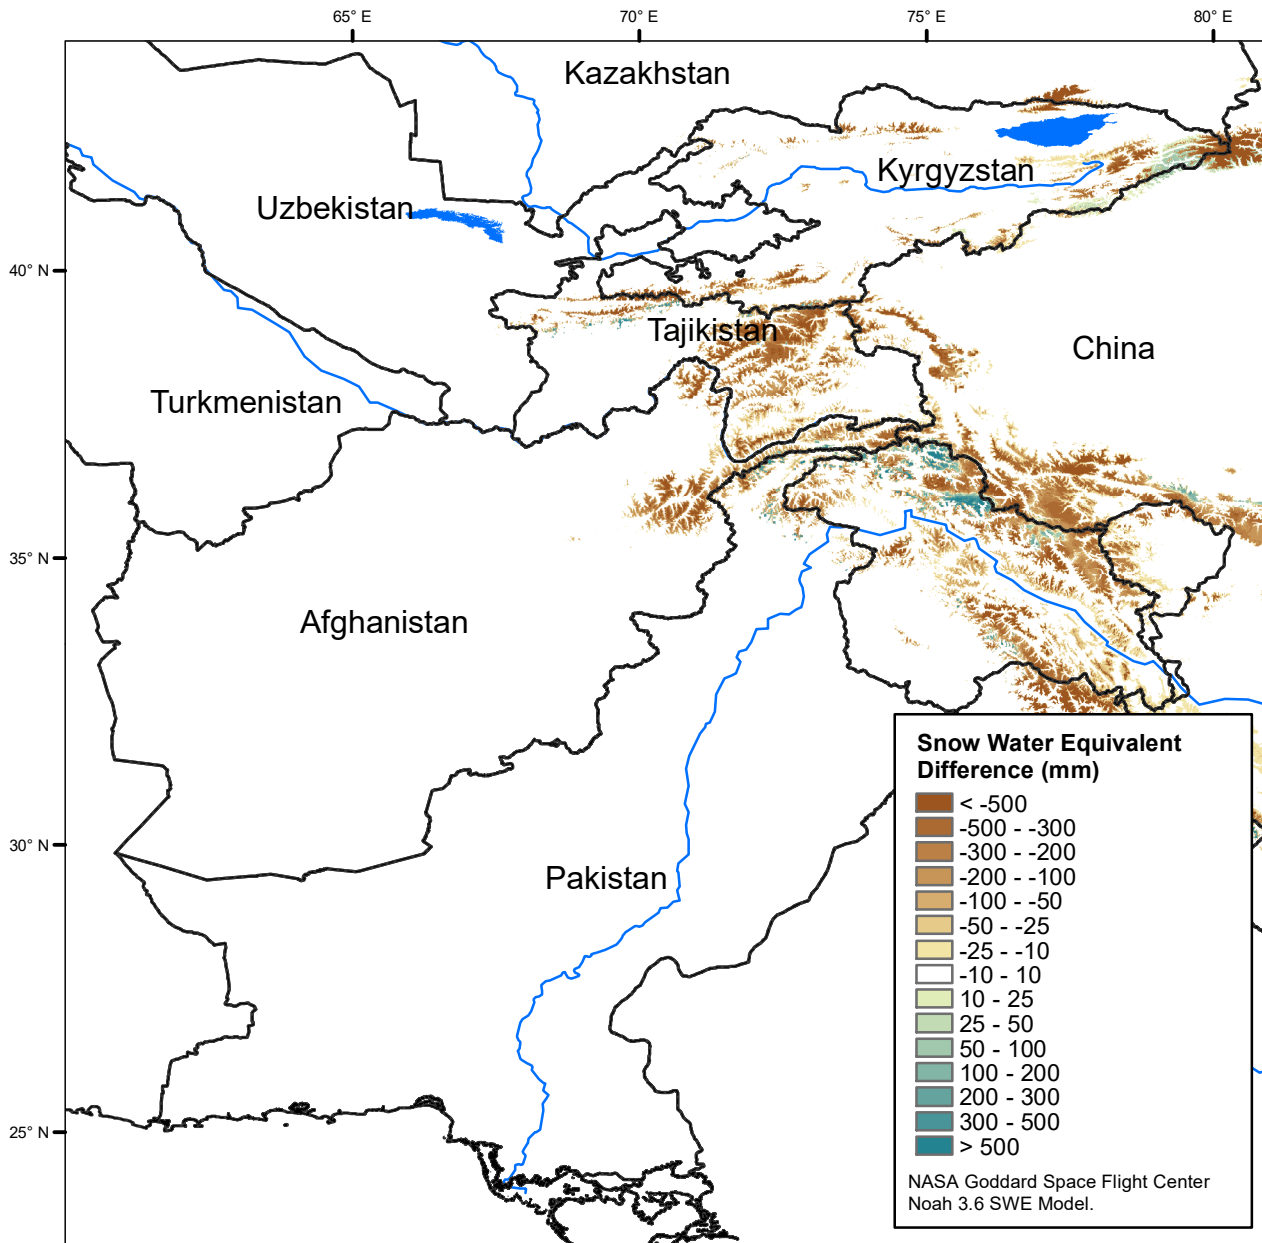 65° E
70° E
75° E
80° E
Kazakhstan
Kyrgyzstan
Uzbekistan
40° N
Tajikistan
China
Turkmenistan
35° N
Afghanistan
Snow Water Equivalent
Difference (mm)
< -500
-500 - -300
30° N
-300 - -200
-200 - -100
Pakistan
-100 - -50
-50 - -25
-25 - -10
-10 - 10
10 - 25
25 - 50
50 - 100
100 - 200
200 - 300
300 - 500
25° N
> 500
NASA Goddard Space Flight Center
Noah 3.6 SWE Model.